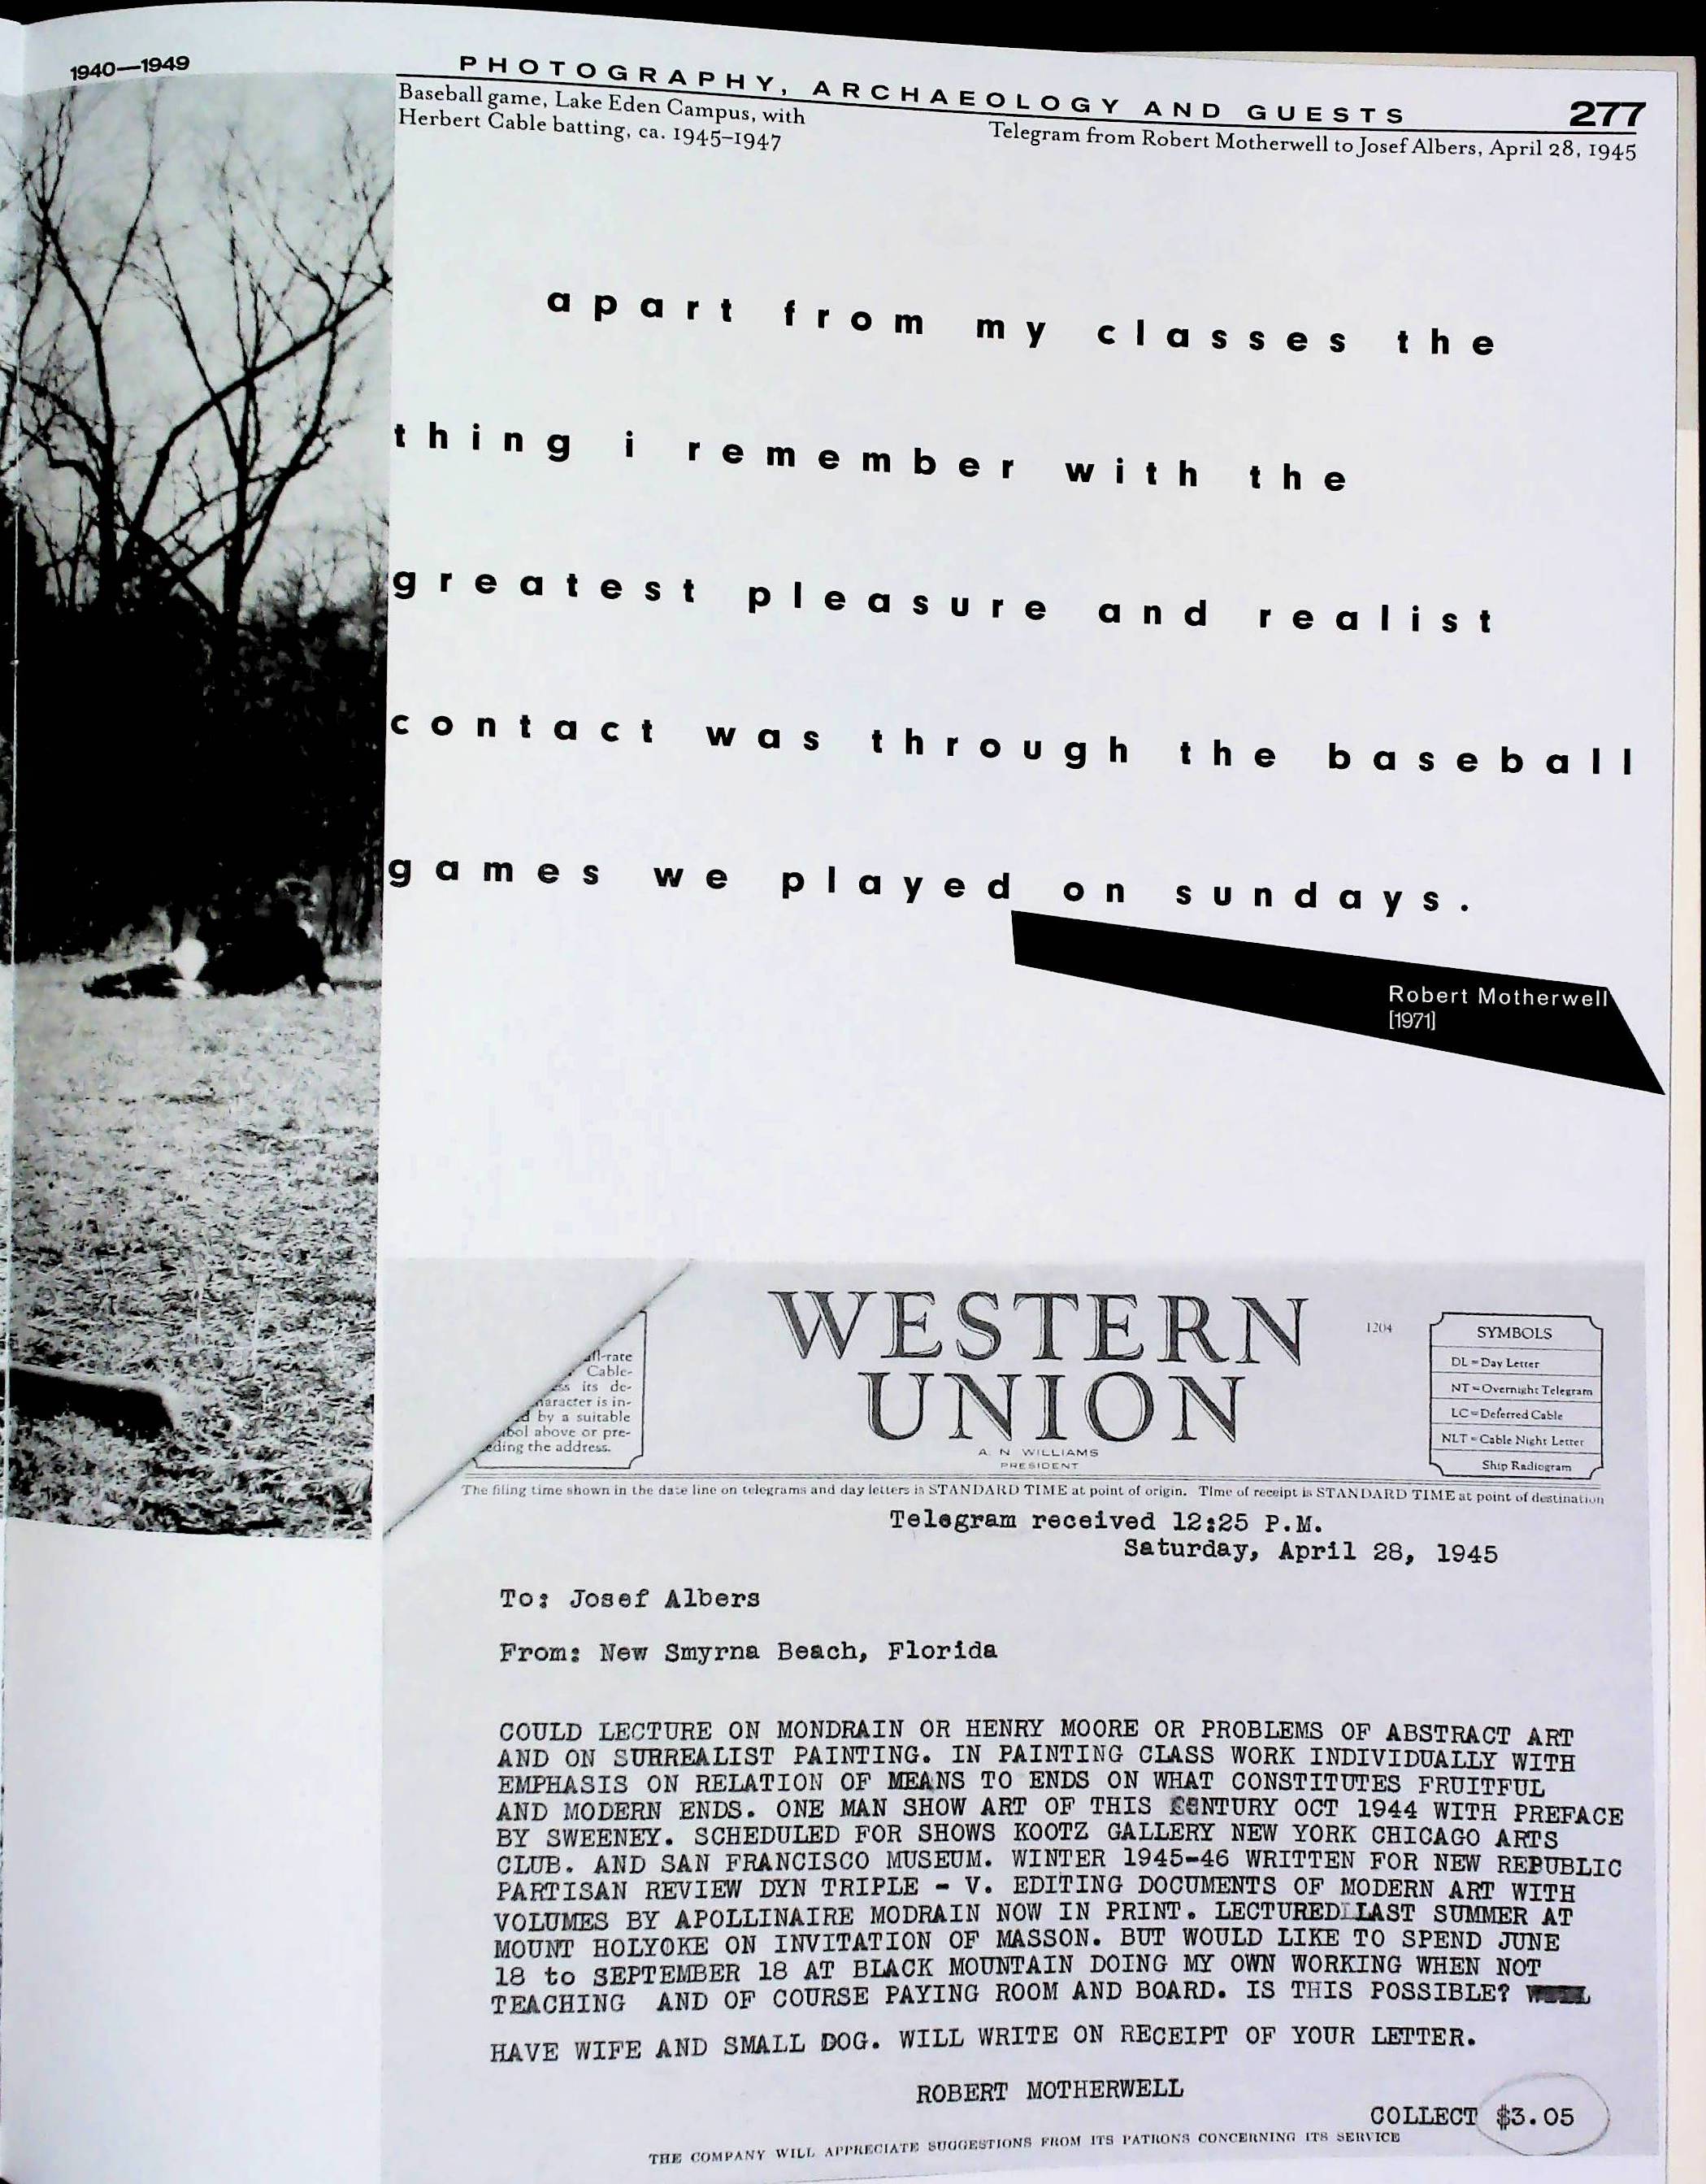 1940—1949
PHOTOGRAPHY, ARCHAEOLOGY AND GUESTS
277
Baseball game, Lake Eden Campus, with
Herbert Cable batting, ca. 1945–1947
Telegram from Robert Motherwell to Josef Albers, April 28, 1945
apart from my classes the
thing i remember with the
greatest pleasure and realist
contact was through the baseball
games we played on sundays.
Robert Motherwell
[1971]
WESTERN
UNION
1204
A. N. WILLIAMS
PRESIDENT
Cable-
its de-
is in-
by a suitable
above or pre-
the address.
SYMBOLS
DL=Day Letter
NT=Overnight Telegram
LC=Deferred Cable
NLT=Cable Night Letter
Ship Radiogram
The filing time shown in the date line on telegrams and day letters is STANDARD TIME at point of origin. Time of receipt is STANDARD TIME at point of destination
Telegram received 12:25 P.M.
Saturday, April 28, 1945
To: Josef Albers
From: New Smyrna Beach, Florida
COULD LECTURE ON MONDRAIN OR HENRY MOORE OR PROBLEMS OF ABSTRACT ART
AND ON SURREALIST PAINTING. IN PAINTING CLASS WORK INDIVIDUALLY WITH
EMPHASIS ON RELATION OF MEANS TO ENDS ON WHAT CONSTITUTES FRUITFUL
AND MODERN ENDS. ONE MAN SHOW ART OF THIS CENTURY OCT 1944 WITH PREFACE
BY SWEENEY. SCHEDULED FOR SHOWS KOOTZ GALLERY NEW YORK CHICAGO ARTS
CLUB. AND SAN FRANCISCO MUSEUM. WINTER 1945-46 WRITTEN FOR NEW REPUBLIC
PARTISAN REVIEW DYN TRIPLE - V. EDITING DOCUMENTS OF MODERN ART WITH
VOLUMES BY APOLLINAIRE MODRAIN NOW IN PRINT. LECTURED LAST SUMMER AT
MOUNT HOLYOKE ON INVITATION OF MASSON. BUT WOULD LIKE TO SPEND JUNE
18 to SEPTEMBER 18 AT BLACK MOUNTAIN DOING MY OWN WORKING WHEN NOT
TEACHING AND OF COURSE PAYING ROOM AND BOARD. IS THIS POSSIBLE?
HAVE WIFE AND SMALL DOG. WILL WRITE ON RECEIPT OF YOUR LETTER.
ROBERT MOTHERWELL
COLLECT $3.05
THE COMPANY WILL APPRECIATE SUGGESTIONS FROM ITS PATRONS CONCERNING ITS SERVICE